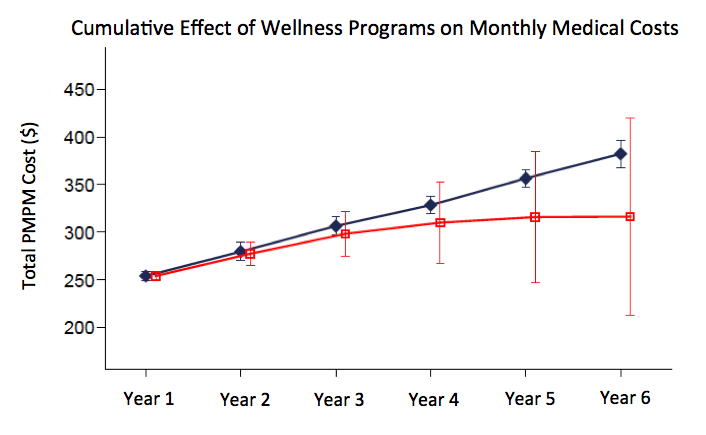 Cumulative Effect of Wellness Programs on Monthly Medical Costs
Total PMPM Cost ($)
450
400
350
300
250
200
Year 1
Year 2
Year 3
Year 4
Year 5
Year 6